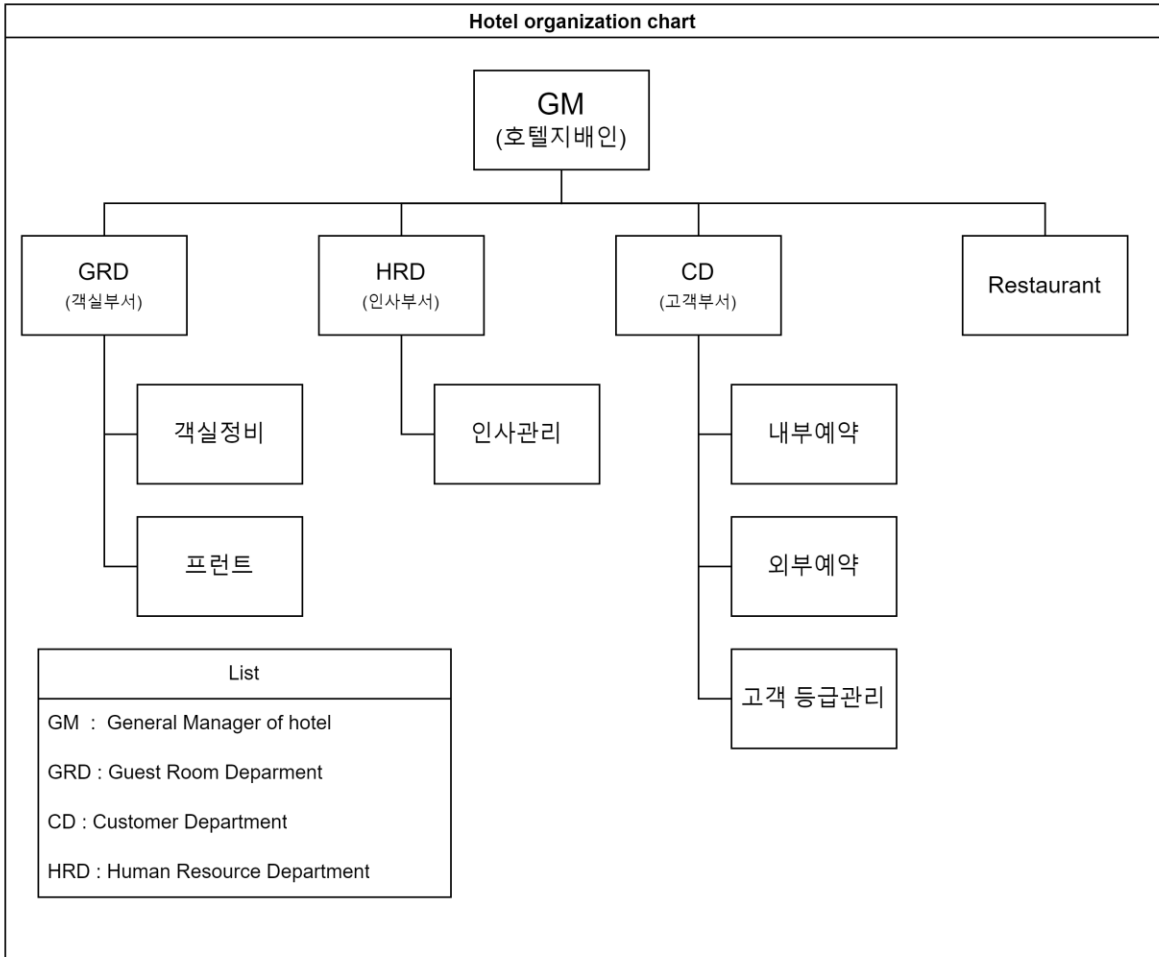 Hotel organization chart
GM
(호텔지배인)
GRD
(객실부서)
HRD
(인사부서)
CD
(고객부서)
Restaurant
객실정비
인사관리
내부예약
프런트
외부예약
고객 등급관리
List
GM : General Manager of hotel
GRD : Guest Room Deparment
CD : Customer Department
HRD : Human Resource Department